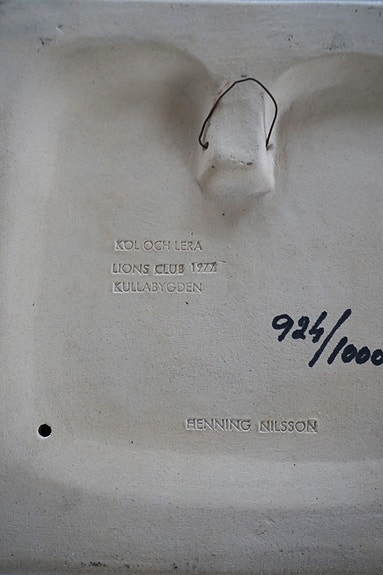 KOL OCH LERA
LIONS CLUB 1977
KULLABYGDEN
924/1000
HENNING NILSSON